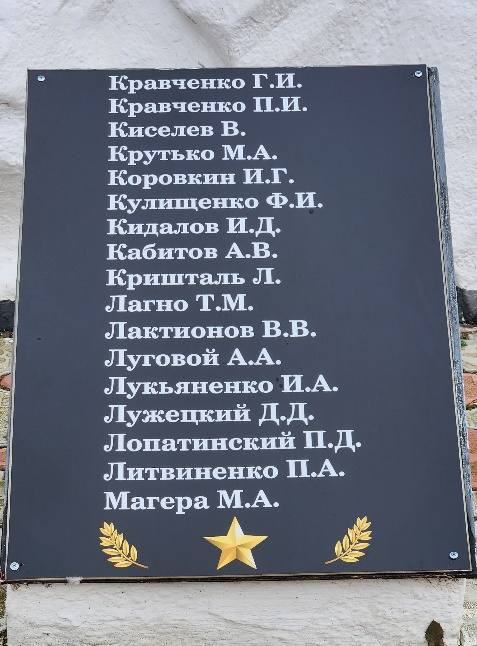 Кравченко Г.И.
Кравченко П.И.
Киселев В.
Крутько М.А.
Коровкин И.Г.
Кулищенко Ф.И.
Кидалов И.Д.
Кабитов А.В.
Кришталь Л.
Лагно Т.М.
Лактионов В.В.
Луговой А.А.
Лукьяненко И.А.
Лужецкий Д.Д.
Лопатинский П.Д.
Литвиненко П.А.
Магера М.А.